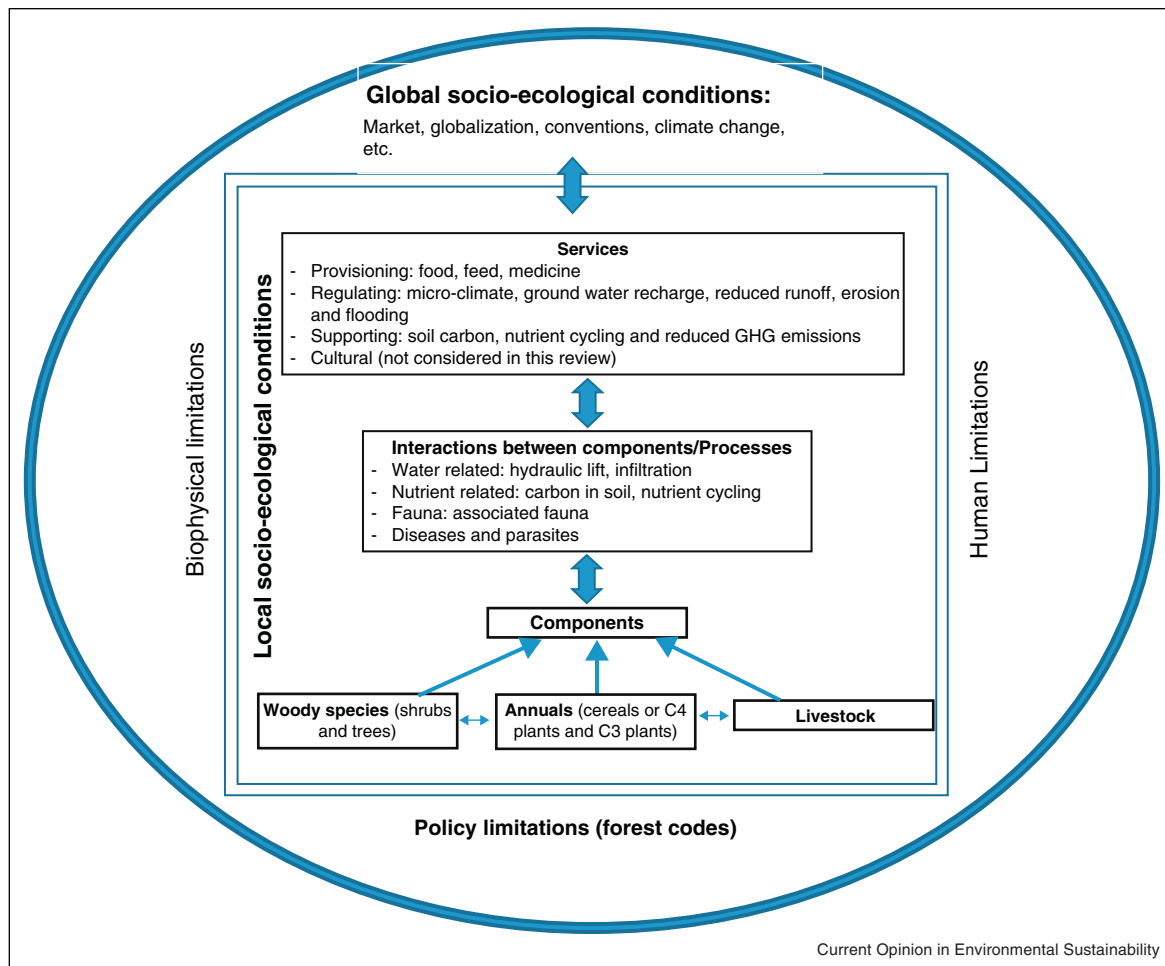 Global socio-ecological conditions:
Market, globalization, conventions, climate change,
etc.
Biophysical limitations
Local socio-ecological conditions
Services
- Provisioning: food, feed, medicine
- Regulating: micro-climate, ground water recharge, reduced runoff, erosion
and flooding
- Supporting: soil carbon, nutrient cycling and reduced GHG emissions
- Cultural (not considered in this review)
Interactions between components/Processes
- Water related: hydraulic lift, infiltration
- Nutrient related: carbon in soil, nutrient cycling
- Fauna: associated fauna
- Diseases and parasites
Components
Woody species (shrubs
and trees)
Annuals (cereals or C4
plants and C3 plants)
Livestock
Human Limitations
Policy limitations (forest codes)
Current Opinion in Environmental Sustainability